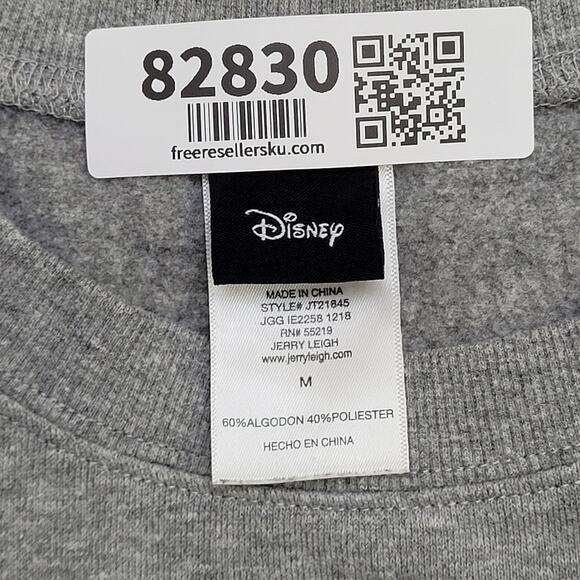 82830
freeresellersku.com
Disney
MADE IN CHINA
STYLE# JT21845
JGG IE2258 1218
RN# 55219
JERRY LEIGH
www.jerryleigh.com
M
60%ALGODON 40%POLIESTER
HECHO EN CHINA